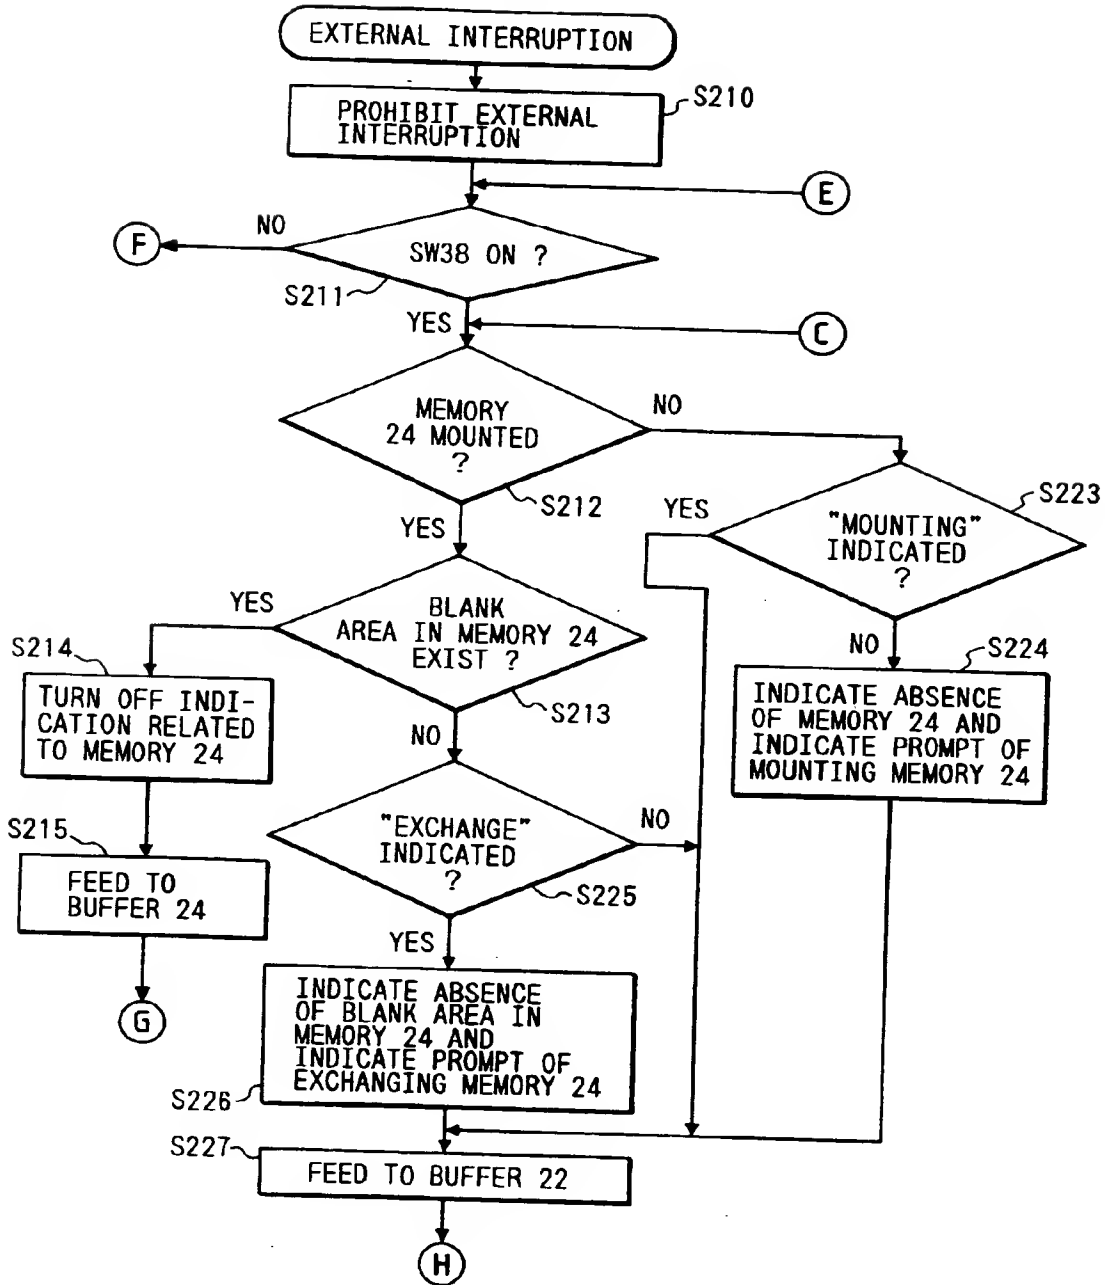 EXTERNAL INTERRUPTION
S210
PROHIBIT EXTERNAL
INTERRUPTION
E
NO
F
SW38 ON ?
S211
YES
C
MEMORY
24 MOUNTED
?
NO
S212
YES
S223
YES
"MOUNTING"
INDICATED
?
YES
BLANK
AREA IN MEMORY 24
EXIST ?
S213
NO
NO
S224
INDICATE ABSENCE
OF MEMORY 24 AND
INDICATE PROMPT OF
MOUNTING MEMORY 24
S214
TURN OFF INDI-
CATION RELATED
TO MEMORY 24
S215
FEED TO
BUFFER 24
G
"EXCHANGE"
INDICATED
?
NO
S225
YES
INDICATE ABSENCE
OF BLANK AREA IN
MEMORY 24 AND
INDICATE PROMPT OF
EXCHANGING MEMORY 24
S226
S227
FEED TO BUFFER 22
H